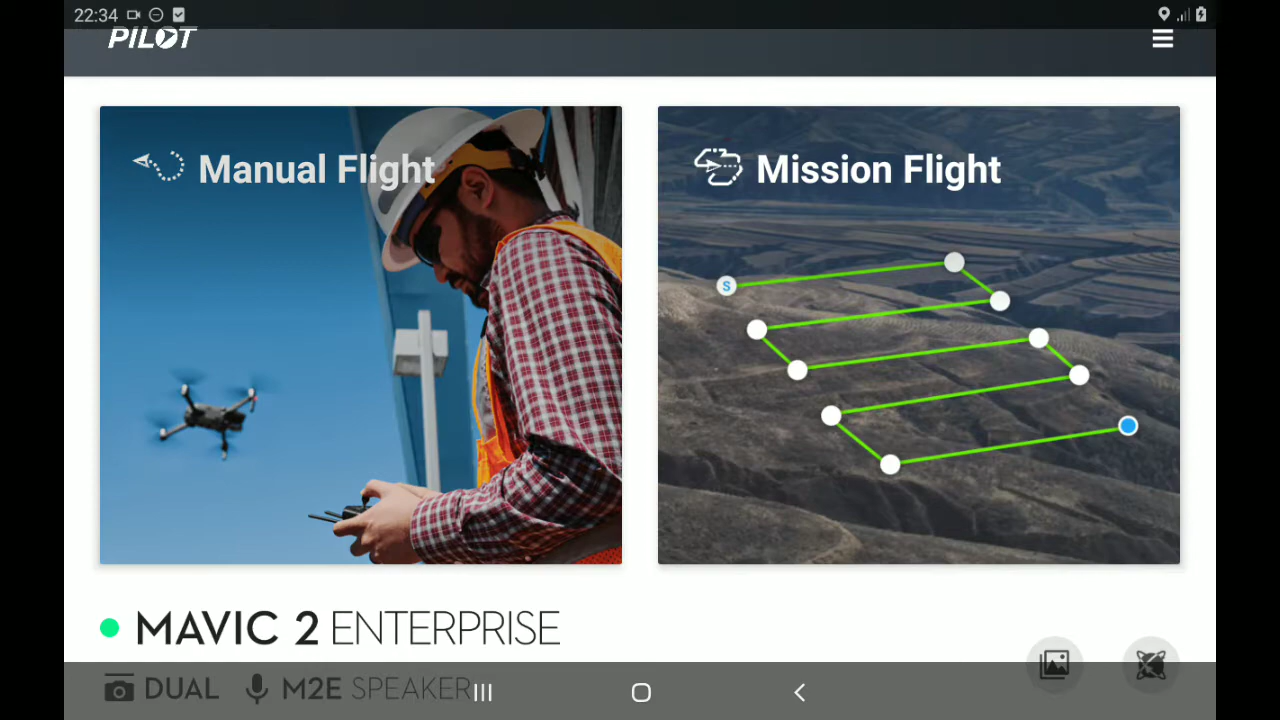 22:34
PILOT
Manual Flight
Mission Flight
S
MAVIC 2 ENTERPRISE
DUAL M2E SPEAKER